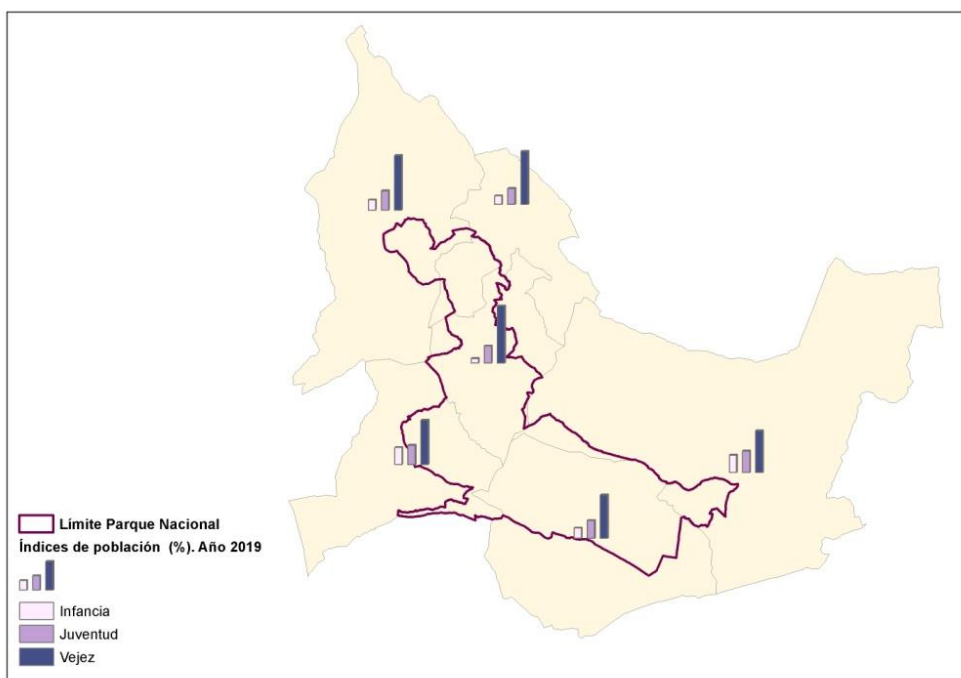 Límite Parque Nacional
Índices de población (%). Año 2019
Infancia
Juventud
Vejez